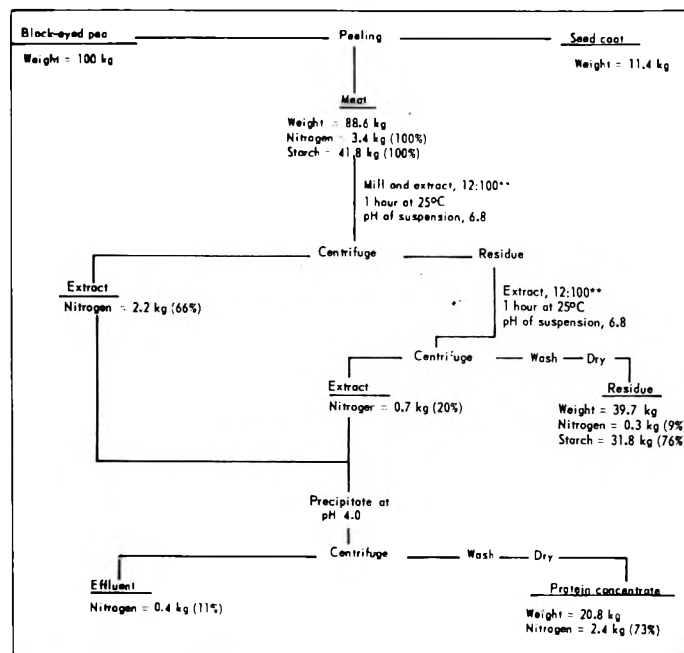 Black-eyed pea
Peeling
Seed coat
Weight = 100 kg
Weight = 11.4 kg
Meat
Weight = 88.6 kg
Nitrogen = 3.4 kg (100%)
Starch = 41.8 kg (100%)
Mill and extract, 12:100**
1 hour at 25ºC
pH of suspension, 6.8
Centrifuge
Residue
Extract
Nitrogen = 2.2 kg (66%)
Extract, 12:100**
1 hour at 25ºC
pH of suspension, 6.8
Centrifuge
Wash
Dry
Extract
Nitrogen = 0.7 kg (20%)
Residue
Weight = 39.7 kg
Nitrogen = 0.3 kg (9%
Starch = 31.8 kg (76%)
Precipitate at
pH 4.0
Centrifuge
Wash
Dry
Effluent
Nitrogen = 0.4 kg (11%)
Protein concentrate
Weight = 20.8 kg
Nitrogen = 2.4 kg (73%)